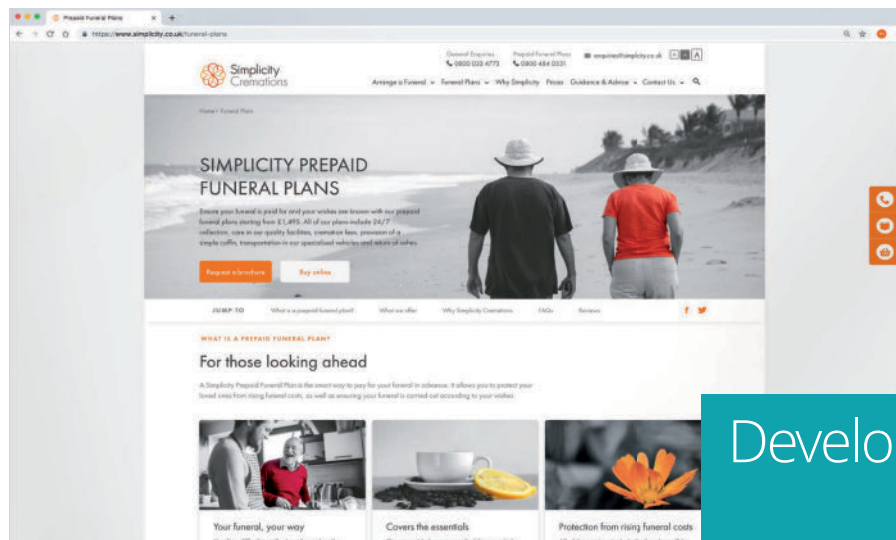 Prepaid Funeral Plans
https://www.simplicity.co.uk/funeral-plans
General Enquiries
Prepaid Funeral Plans
0800 484 0531
A
Simplicity
Cremations
Arrange a Funeral
Funeral Plans
Why Simplicity
Prices
Guidance & Advice
Contact Us
Home > Funeral Plans
SIMPLICITY PREPAID
FUNERAL PLANS
Ensure your funeral is paid for and your wishes are known with our prepaid
funeral plans starting from £1,495. All of our plans include 24/7
collection, care in our quality facilities, cremation fees, provision of a
simple coffin, transportation in our specialised vehicles and return of ashes.
Request a brochure
Buy online
JUMP TO
What is a prepaid funeral plan?
What we offer
Why Simplicity Cremations
FAQs
Reviews
WHAT IS A PREPAID FUNERAL PLAN?
For those looking ahead
A Simplicity Prepaid Funeral Plan is the smart way to pay for your funeral in advance. It allows you to protect your
loved ones from rising funeral costs, as well as ensuring your funeral is carried out according to your wishes.
Your funeral, your way
Covers the essentials
Protection from rising funeral costs
Develo